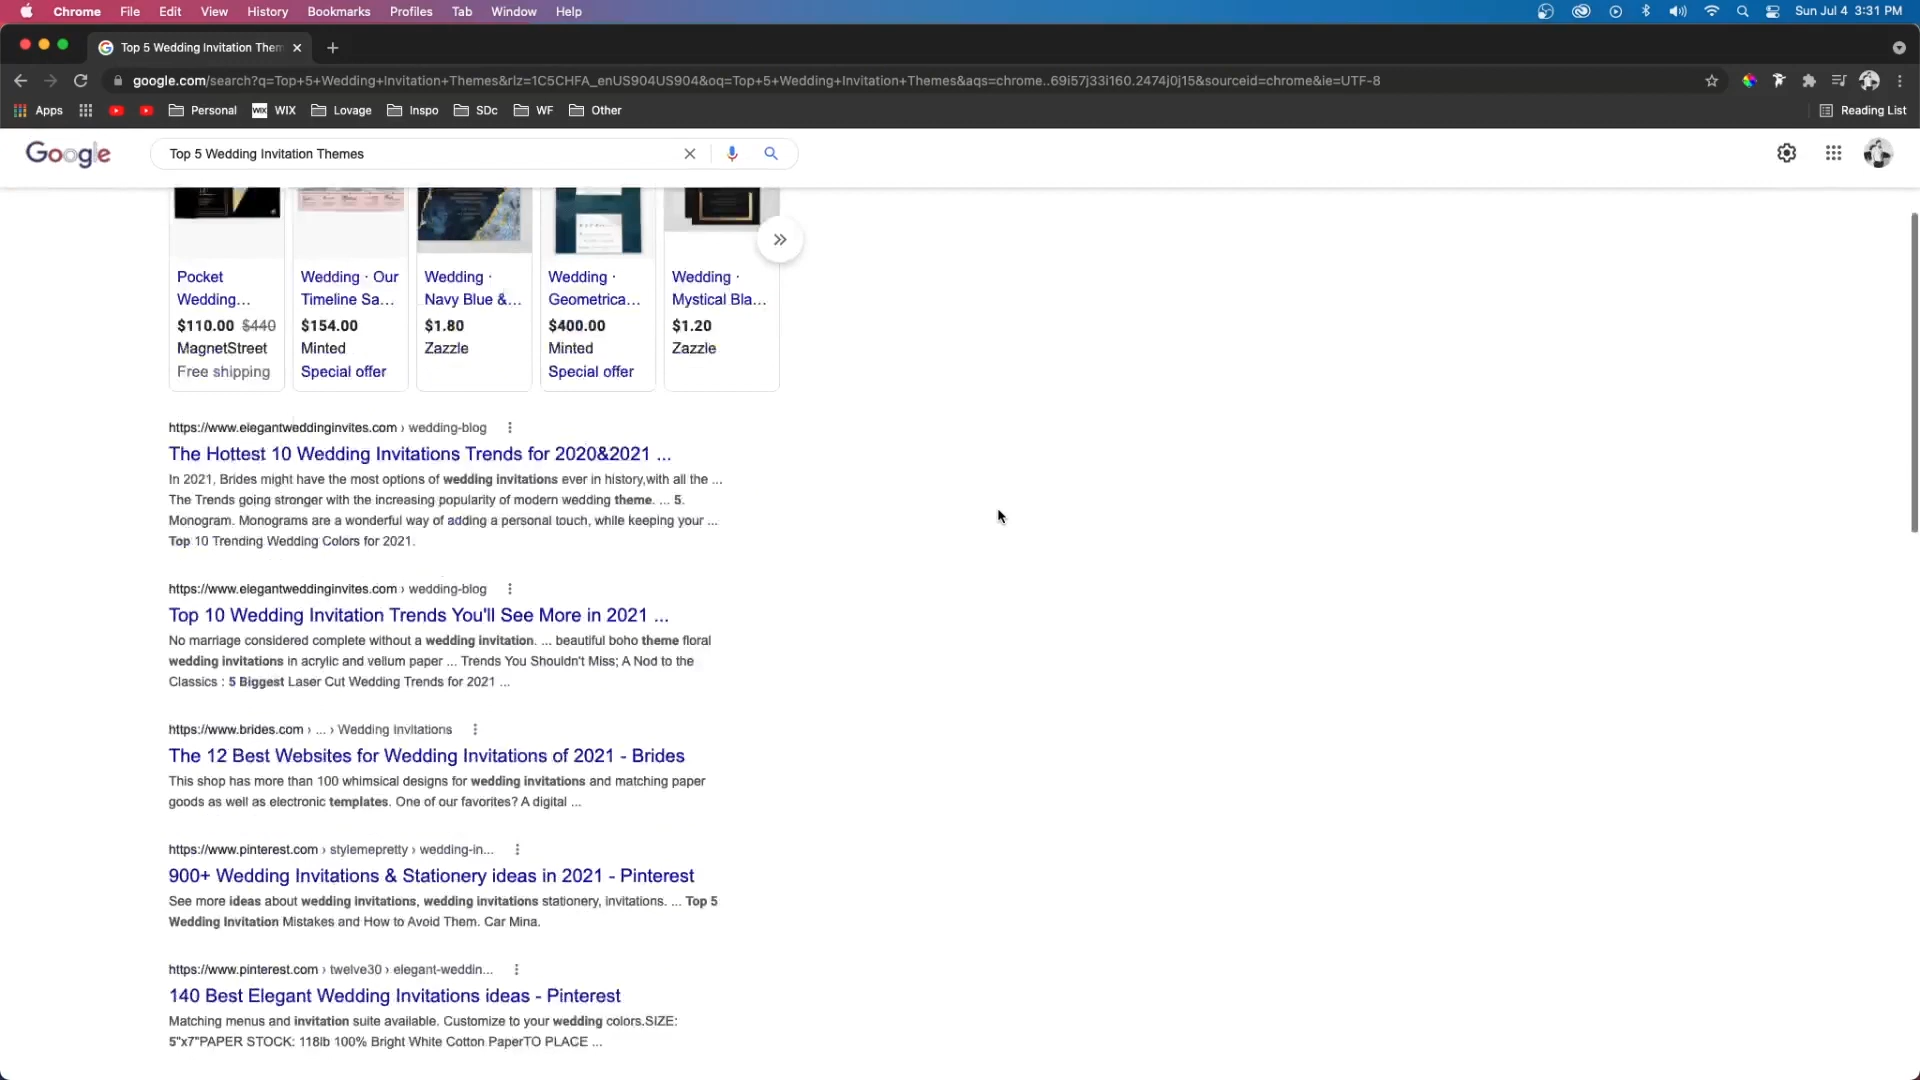 Chrome File Edit View History Bookmarks Profiles Tab Window Help Sun Jul 4 3:31 PM
Top 5 Wedding Invitation Them
google.com/search?q=Top+5+Wedding+Invitation+Themes&rlz=1C5CHFA_enUS904US904&oq=Top+5+Wedding+Invitation+Themes&aqs=chrome..69i57j33i160.2474j0j15&sourceid=chrome&ie=UTF-8
Apps Personal WIX WIX Lovage Inspo SDc WF Other Reading List
Google Top 5 Wedding Invitation Themes
Pocket
Wedding...
$110.00 $440
MagnetStreet
Free shipping
Wedding · Our
Timeline Sa...
$154.00
Minted
Special offer
Wedding ·
Navy Blue &...
$1.80
Zazzle
Wedding ·
Geometrica...
$400.00
Minted
Special offer
Wedding ·
Mystical Bla...
$1.20
Zazzle
https://www.elegantweddinginvites.com › wedding-blog
The Hottest 10 Wedding Invitations Trends for 2020&2021 ...
In 2021, Brides might have the most options of wedding invitations ever in history,with all the ...
The Trends going stronger with the increasing popularity of modern wedding theme. ... 5.
Monogram. Monograms are a wonderful way of adding a personal touch, while keeping your ...
Top 10 Trending Wedding Colors for 2021.
https://www.elegantweddinginvites.com › wedding-blog
Top 10 Wedding Invitation Trends You'll See More in 2021 ...
No marriage considered complete without a wedding invitation. ... beautiful boho theme floral
wedding invitations in acrylic and vellum paper ... Trends You Shouldn't Miss; A Nod to the
Classics : 5 Biggest Laser Cut Wedding Trends for 2021 ...
https://www.brides.com › ... › Wedding Invitations
The 12 Best Websites for Wedding Invitations of 2021 - Brides
This shop has more than 100 whimsical designs for wedding invitations and matching paper
goods as well as electronic templates. One of our favorites? A digital ...
https://www.pinterest.com › stylemepretty › wedding-in...
900+ Wedding Invitations & Stationery ideas in 2021 - Pinterest
See more ideas about wedding invitations, wedding invitations stationery, invitations. ... Top 5
Wedding Invitation Mistakes and How to Avoid Them. Car Mina.
https://www.pinterest.com › twelve30 › elegant-weddin...
140 Best Elegant Wedding Invitations ideas - Pinterest
Matching menus and invitation suite available. Customize to your wedding colors.SIZE:
5"x7"PAPER STOCK: 118lb 100% Bright White Cotton PaperTO PLACE ...